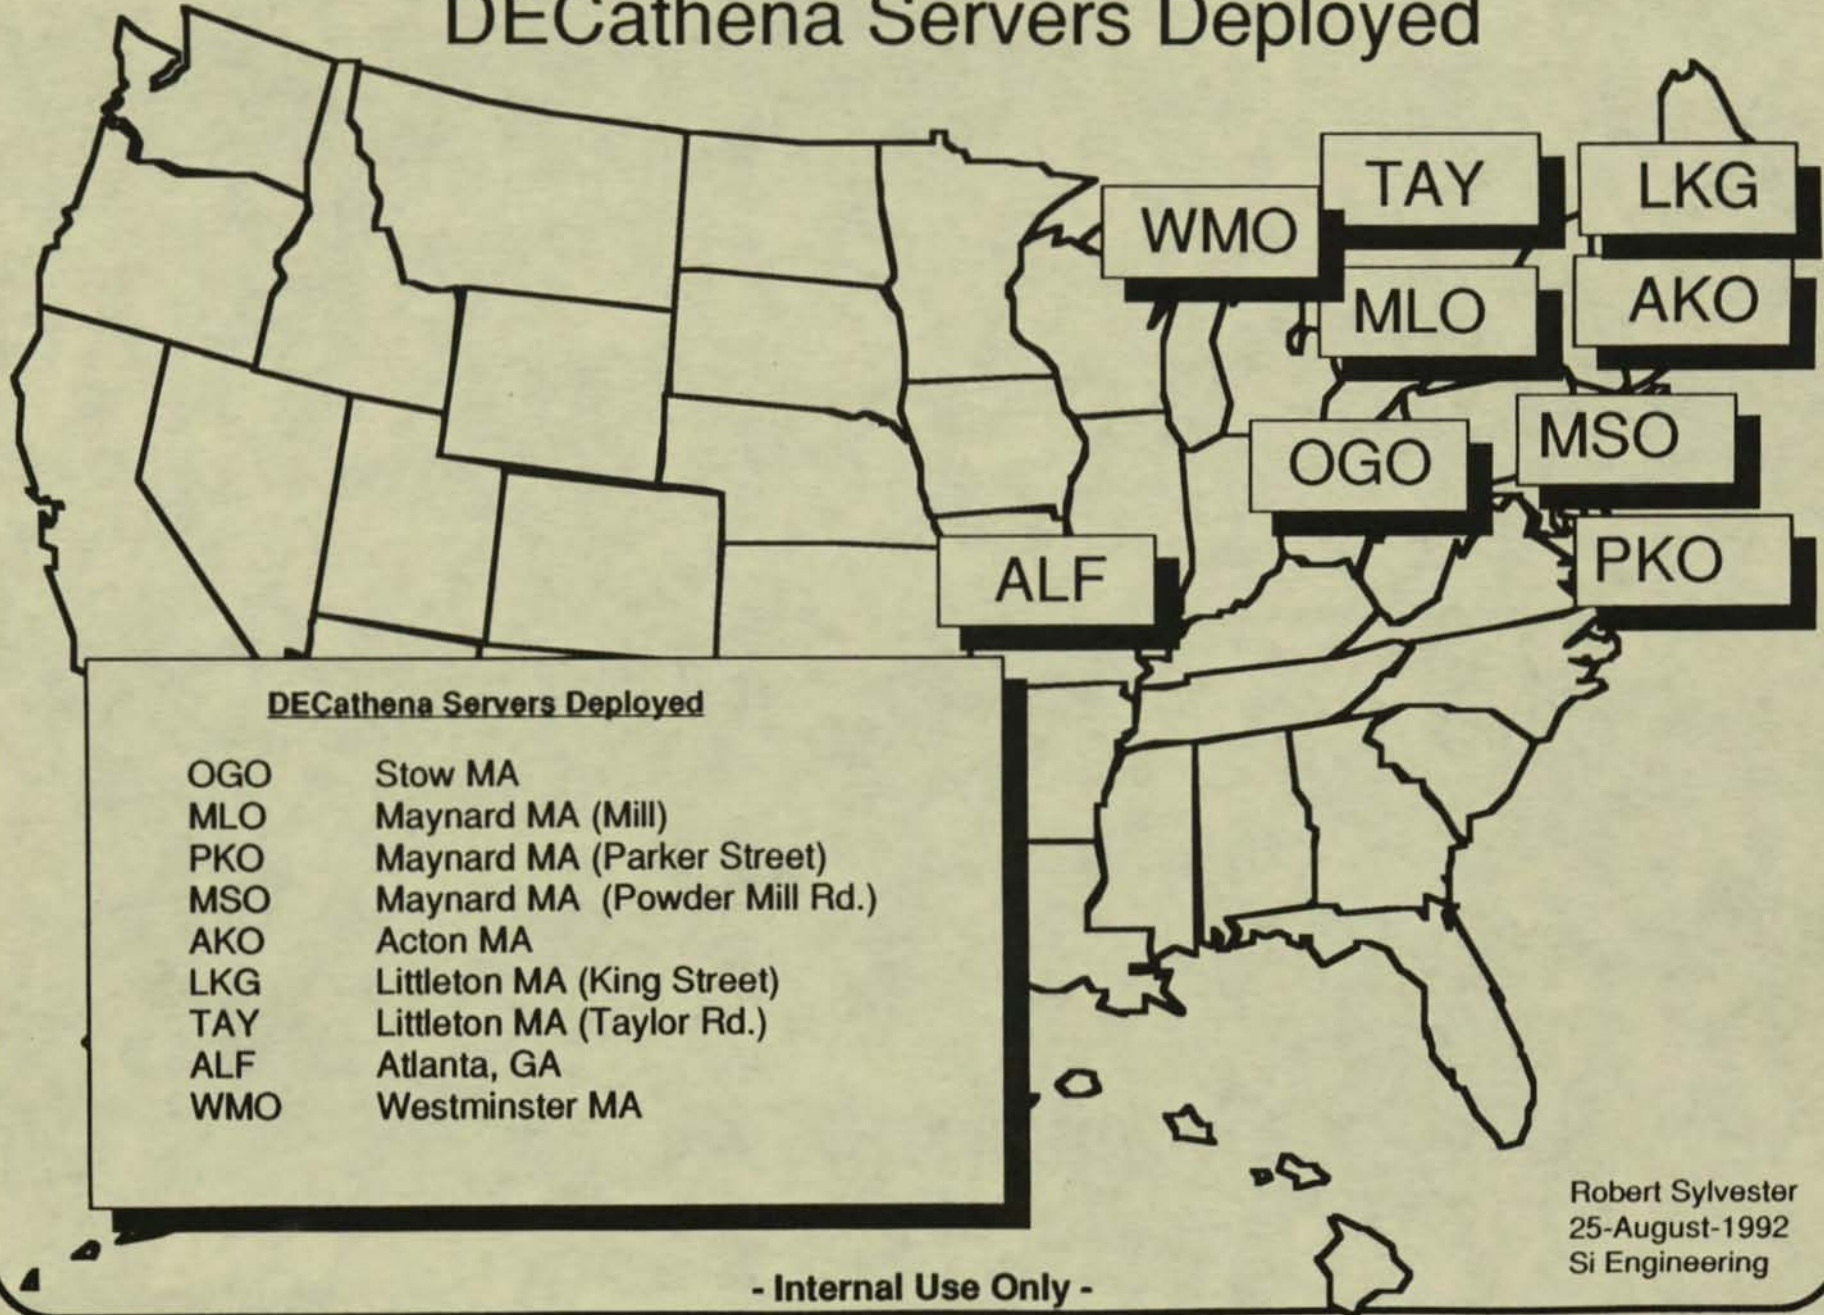 DECathena Servers Deployed
TAY
LKG
WMO
MLO
AKO
OGO
MSO
ALF
PKO
DECathena Servers Deployed
OGO Stow MA
MLO Maynard MA (Mill)
PKO Maynard MA (Parker Street)
MSO Maynard MA (Powder Mill Rd.)
AKO Acton MA
LKG Littleton MA (King Street)
TAY Littleton MA (Taylor Rd.)
ALF Atlanta, GA
WMO Westminster MA
Robert Sylvester
25-August-1992
Si Engineering
- Internal Use Only -